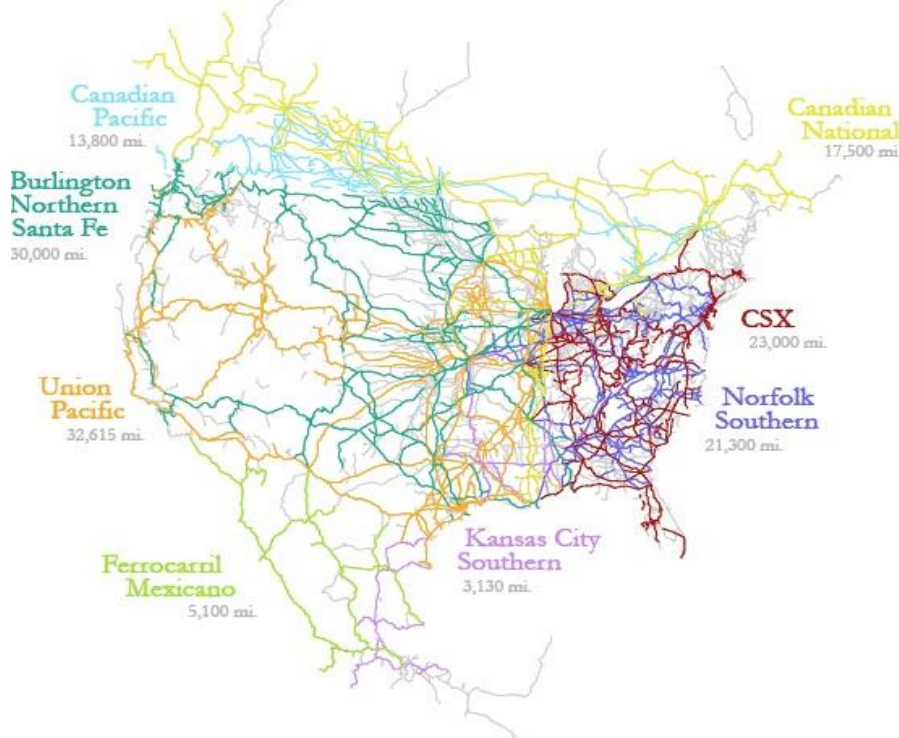 Canadian
Pacific
13,800 mi.
Canadian
National
17,500 mi.
Burlington
Northern
Santa Fe
30,000 mi.
CSX
23,000 mi.
Union
Pacific
32,615 mi.
Norfolk
Southern
21,300 mi.
Kansas City
Southern
3,130 mi.
Ferrocarril
Mexicano
5,100 mi.